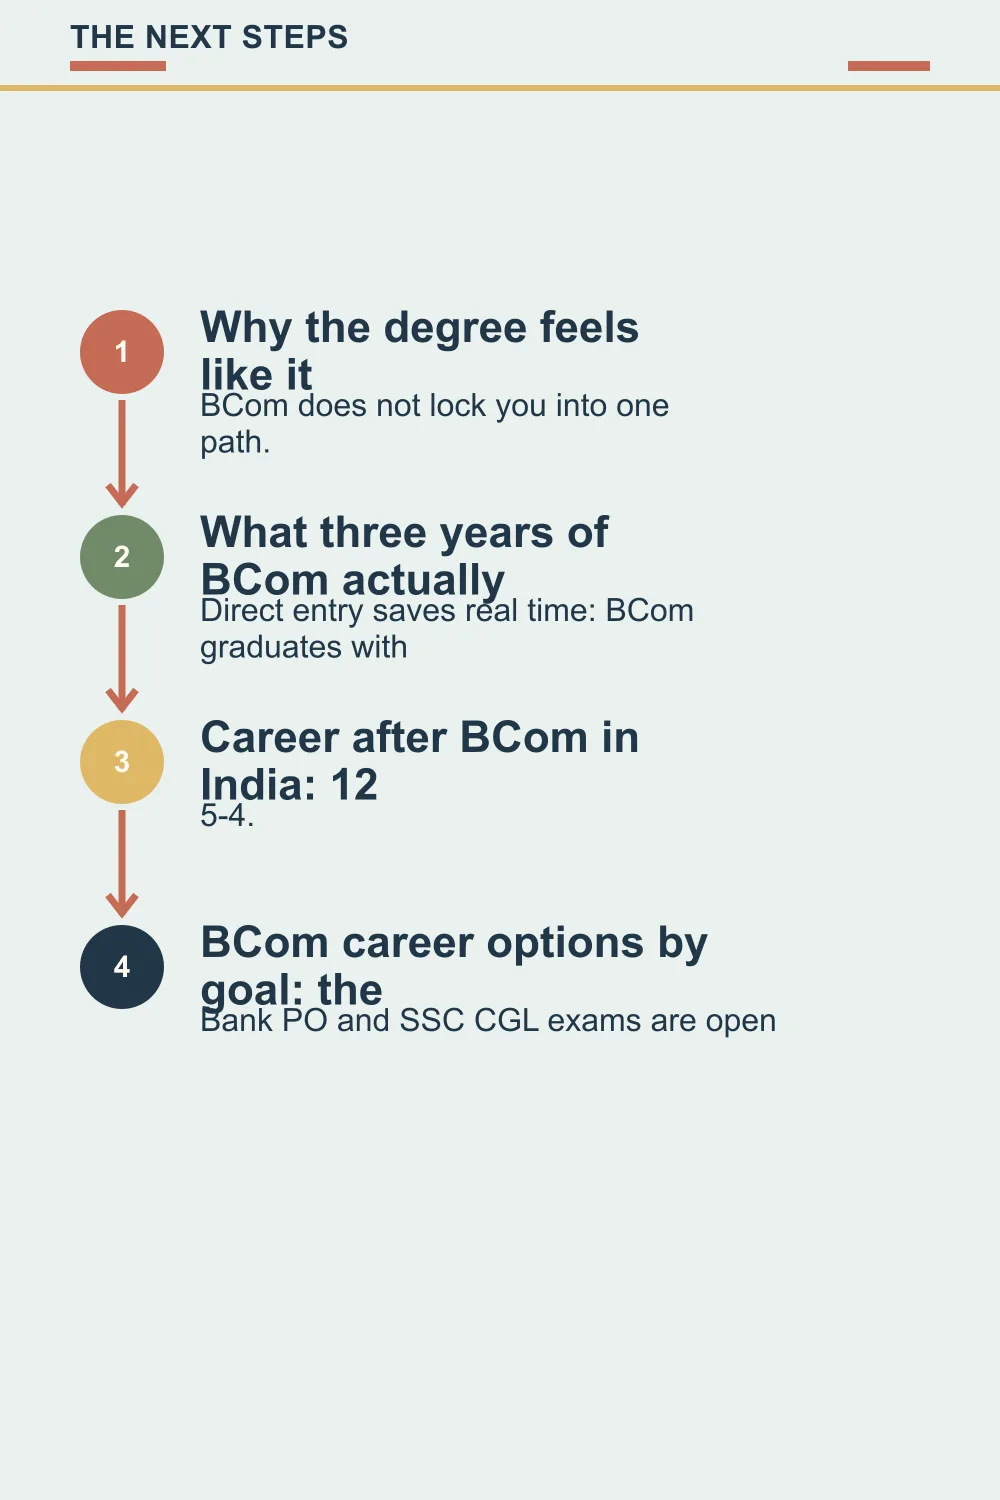 THE NEXT STEPS
1
Why the degree feels
like it
BCom does not lock you into one
path.
2
What three years of
BCom actually
Direct entry saves real time: BCom
graduates with
3
Career after BCom in
India: 12
5-4.
4
BCom career options by
goal: the
Bank PO and SSC CGL exams are open